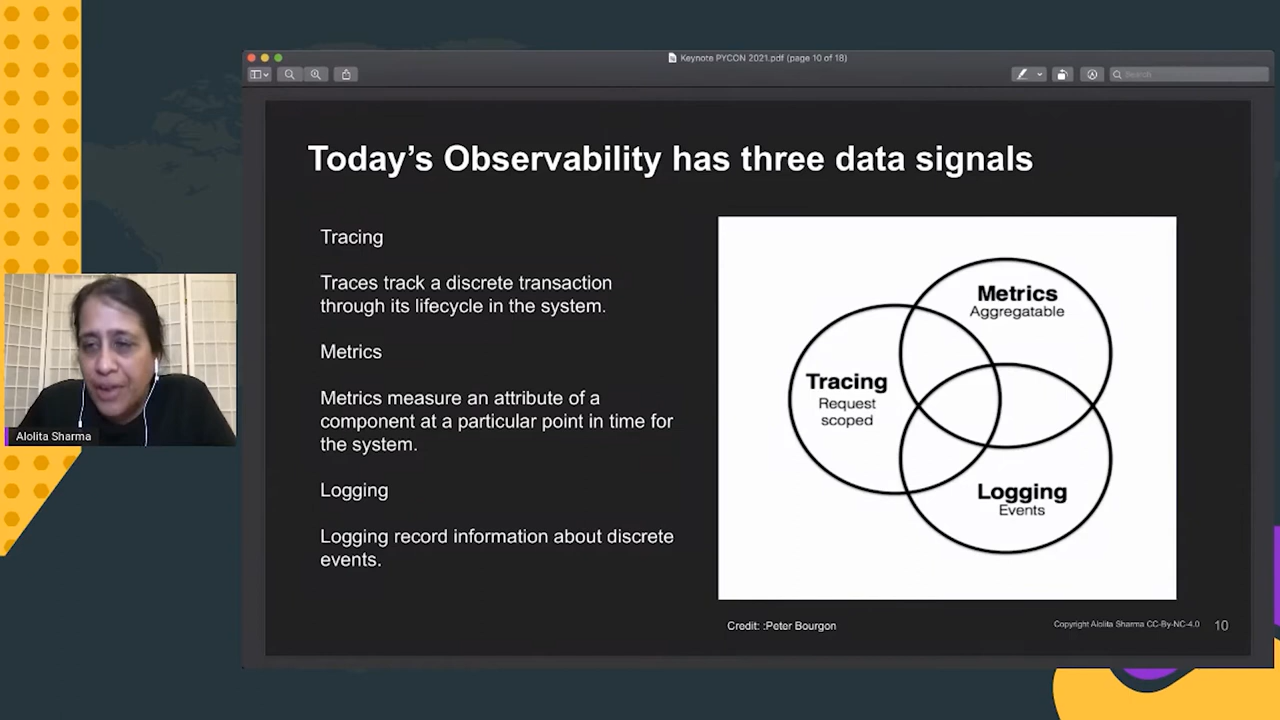 Keynote PYCON 2021.pdf (page 10 of 18)
Search
Today's Observability has three data signals
Tracing
Traces track a discrete transaction
through its lifecycle in the system.
Metrics
Metrics measure an attribute of a
component at a particular point in time for
the system.
Logging
Logging record information about discrete
events.
Metrics
Aggregatable
Tracing
Request
scoped
Logging
Events
Credit: :Peter Bourgon
Copyright Alolita Sharma CC-By-NC-4.0
10
Alolita Sharma